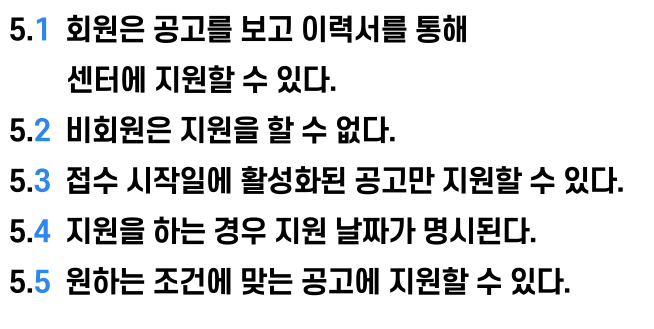 5.1 회원은 공고를 보고 이력서를 통해
센터에 지원할 수 있다.
5.2 비회원은 지원을 할 수 없다.
5.3 접수 시작일에 활성화된 공고만 지원할 수 있다.
5.4 지원을 하는 경우 지원 날짜가 명시된다.
5.5 원하는 조건에 맞는 공고에 지원할 수 있다.